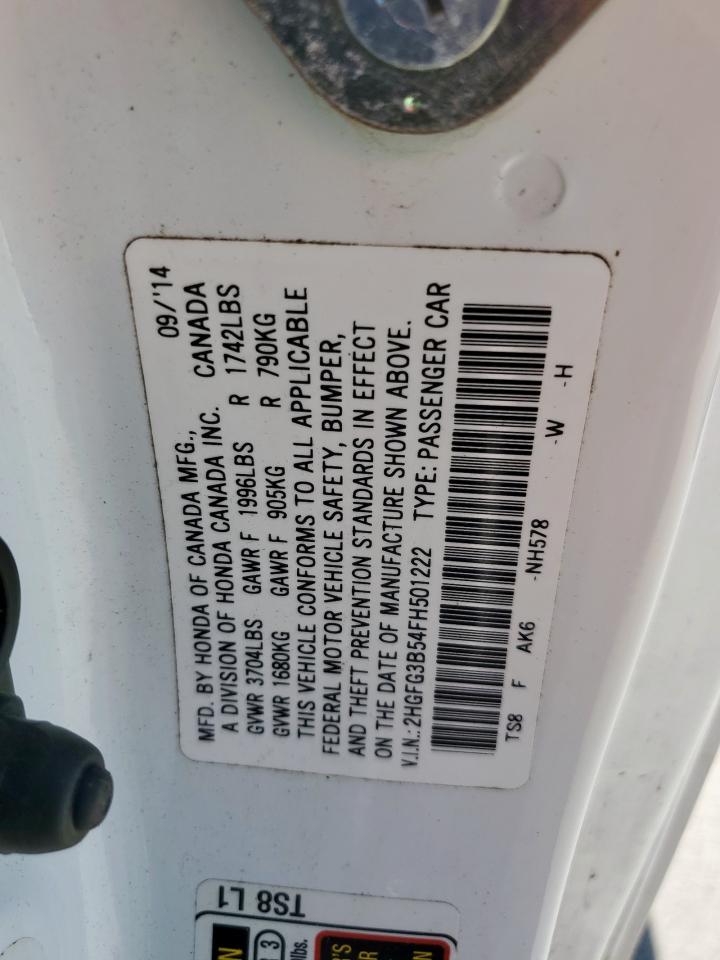 MFD. BY HONDA OF CANADA MFG., 09/'14
A DIVISION OF HONDA CANADA INC. CANADA
GVWR 3704LBS GAWR F 1996LBS R 1742LBS
GVWR 1680KG GAWR F 905KG R 790KG
THIS VEHICLE CONFORMS TO ALL APPLICABLE
FEDERAL MOTOR VEHICLE SAFETY, BUMPER,
AND THEFT PREVENTION STANDARDS IN EFFECT
ON THE DATE OF MANUFACTURE SHOWN ABOVE.
V.I.N.: 2HGFG3B54FH501222 TYPE: PASSENGER CAR
TS8 F AK6 -NH578 -W -H
TS8 L1
3
lbs.